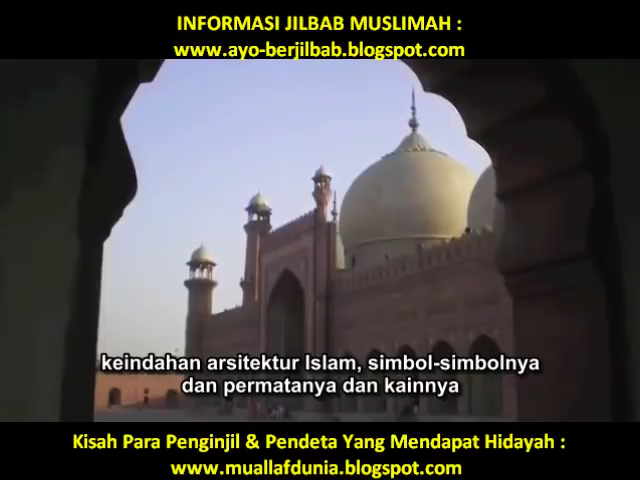 INFORMASI JILBAB MUSLIMAH :
www.ayo-berjilbab.blogspot.com
keindahan arsitektur Islam, simbol-simbolnya
dan permatanya dan kainnya
Kisah Para Penginjil & Pendeta Yang Mendapat Hidayah :
www.muallafdunia.blogspot.com